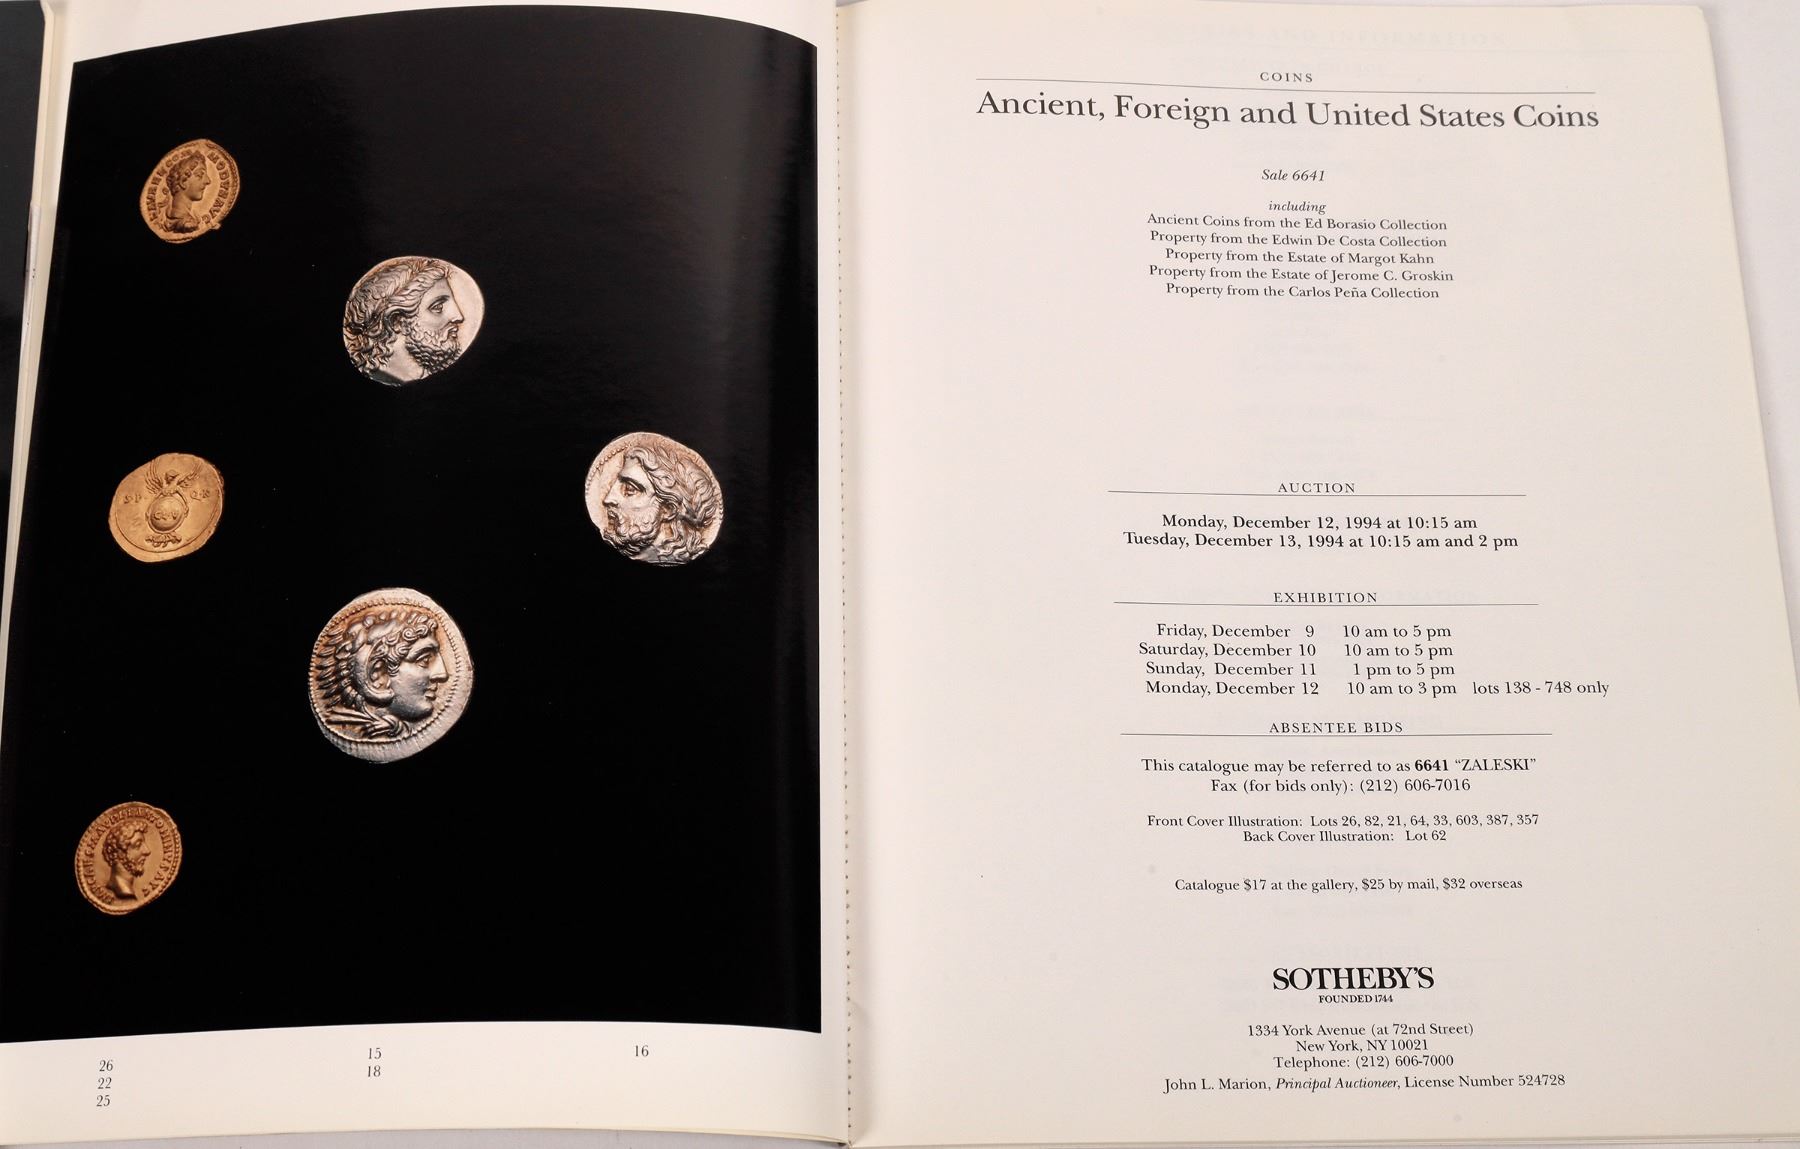 26
22
25
15
18
16
COINS
Ancient, Foreign and United States Coins
Sale 6641
including
Ancient Coins from the Ed Borasio Collection
Property from the Edwin De Costa Collection
Property from the Estate of Margot Kahn
Property from the Estate of Jerome C. Groskin
Property from the Carlos Peña Collection
AUCTION
Monday, December 12, 1994 at 10:15 am
Tuesday, December 13, 1994 at 10:15 am and 2 pm
EXHIBITION
Friday, December 9 10 am to 5 pm
Saturday, December 10 10 am to 5 pm
Sunday, December 11 1 pm to 5 pm
Monday, December 12 10 am to 3 pm lots 138 - 748 only
ABSENTEE BIDS
This catalogue may be referred to as 6641 “ZALESKI”
Fax (for bids only): (212) 606-7016
Front Cover Illustration: Lots 26, 82, 21, 64, 33, 603, 387, 357
Back Cover Illustration: Lot 62
Catalogue $17 at the gallery, $25 by mail, $32 overseas
SOTHEBY'S
FOUNDED 1744
1334 York Avenue (at 72nd Street)
New York, NY 10021
Telephone: (212) 606-7000
John L. Marion, Principal Auctioneer, License Number 524728